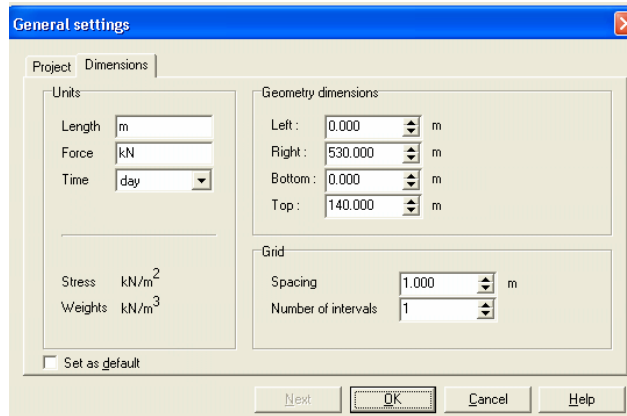 General settings
Project Dimensions
Units
Length m
Force kN
Time day
Stress kN/m2
Weights kN/m3
Geometry dimensions
Left : 0.000 m
Right : 530.000 m
Bottom : 0.000 m
Top : 140.000 m
Grid
Spacing 1.000 m
Number of intervals 1
Set as default
Next OK Cancel Help